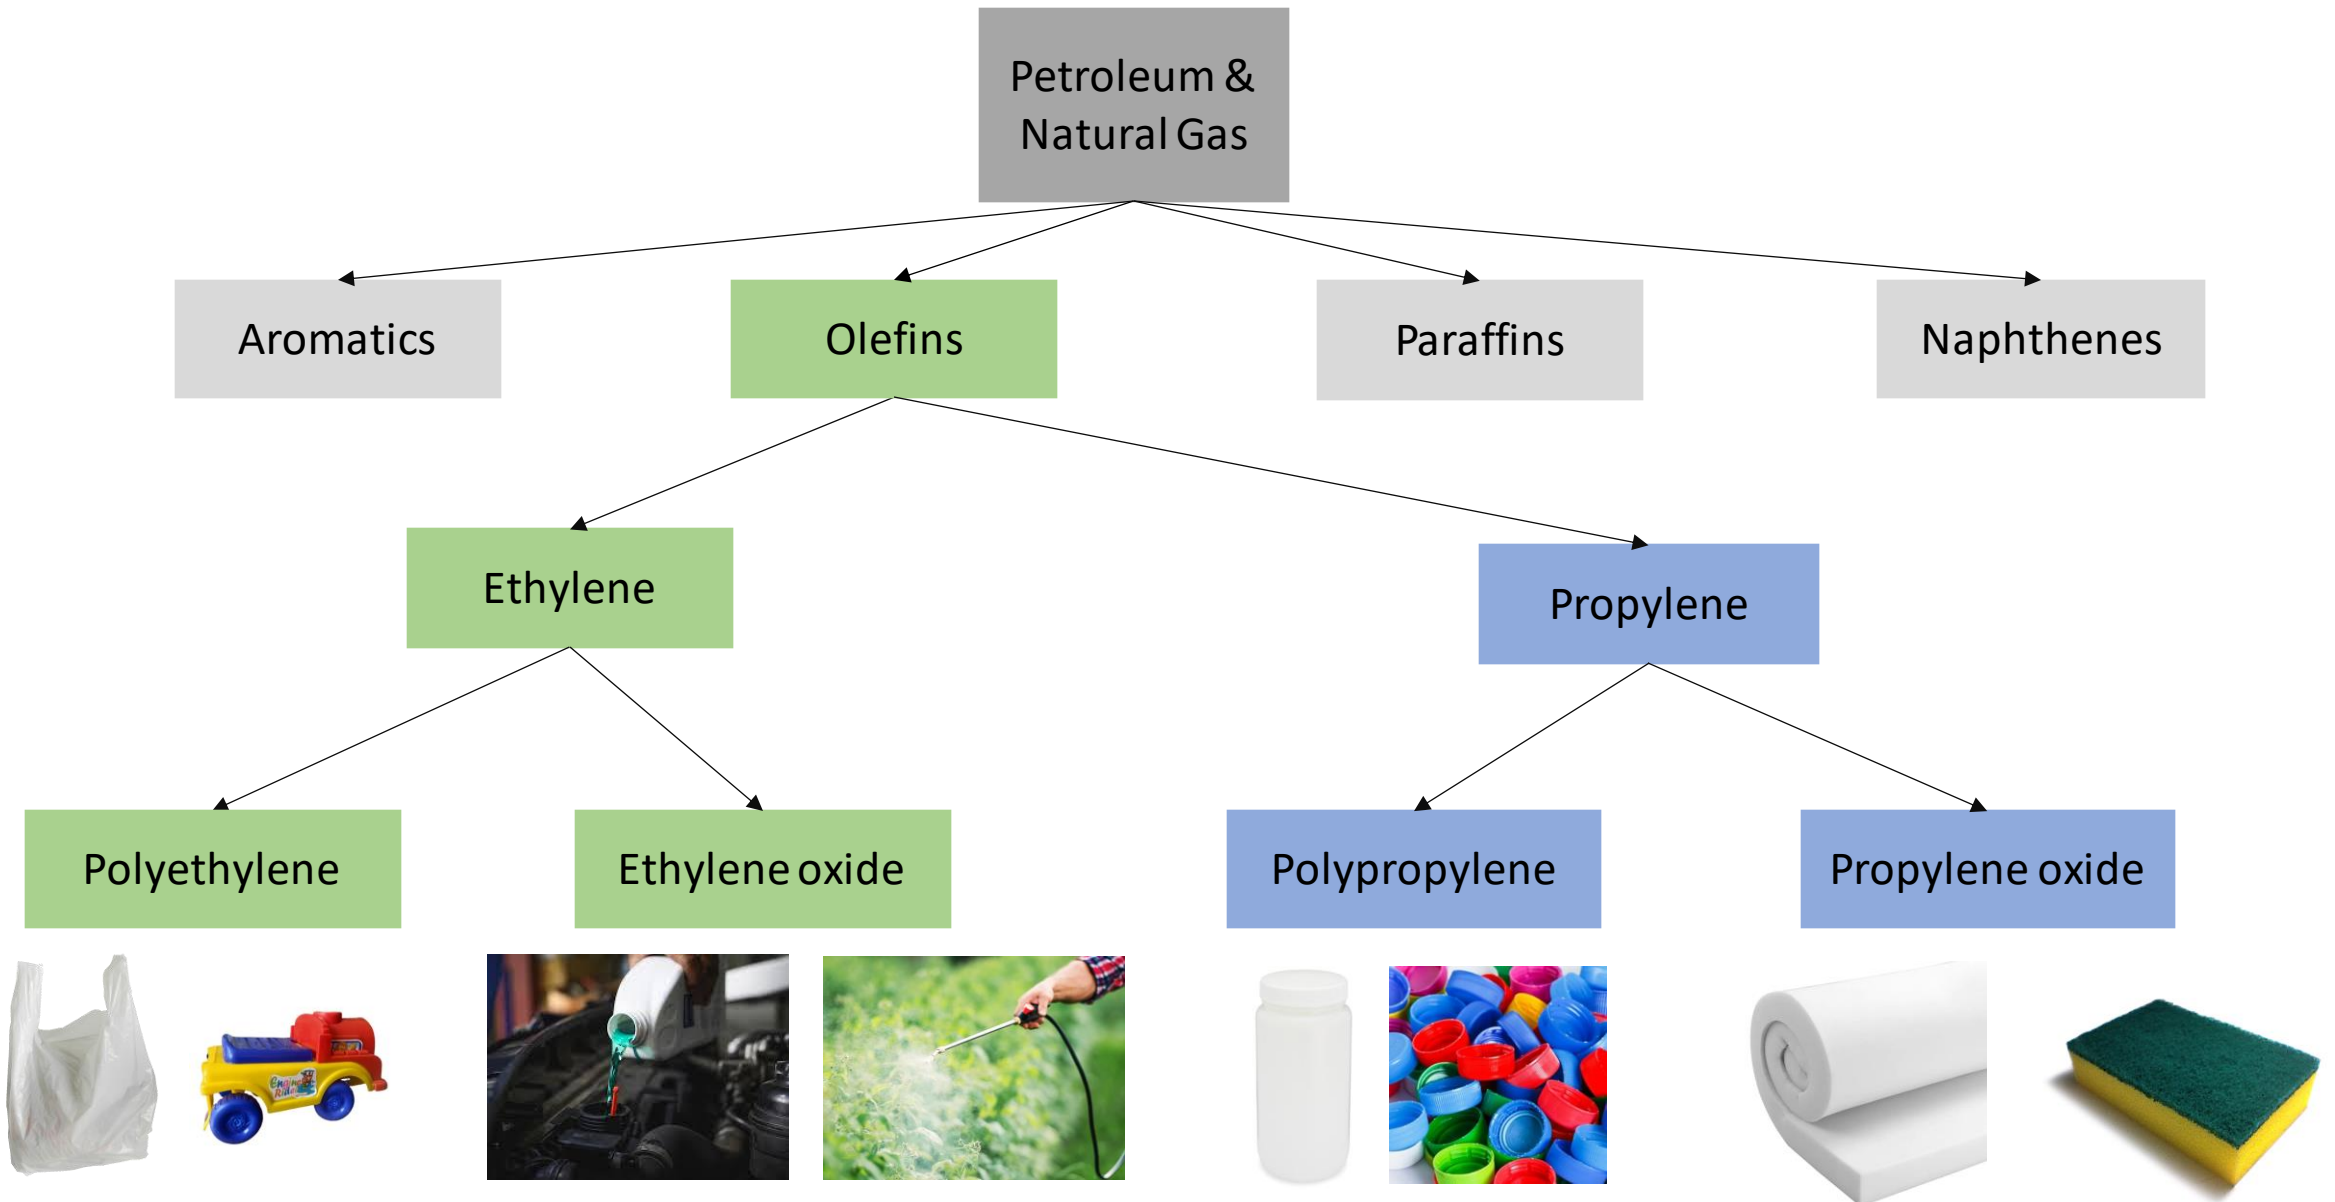 Petroleum &
Natural Gas
Aromatics
Olefins
Paraffins
Naphthenes
Ethylene
Propylene
Polyethylene
Ethylene oxide
Polypropylene
Propylene oxide